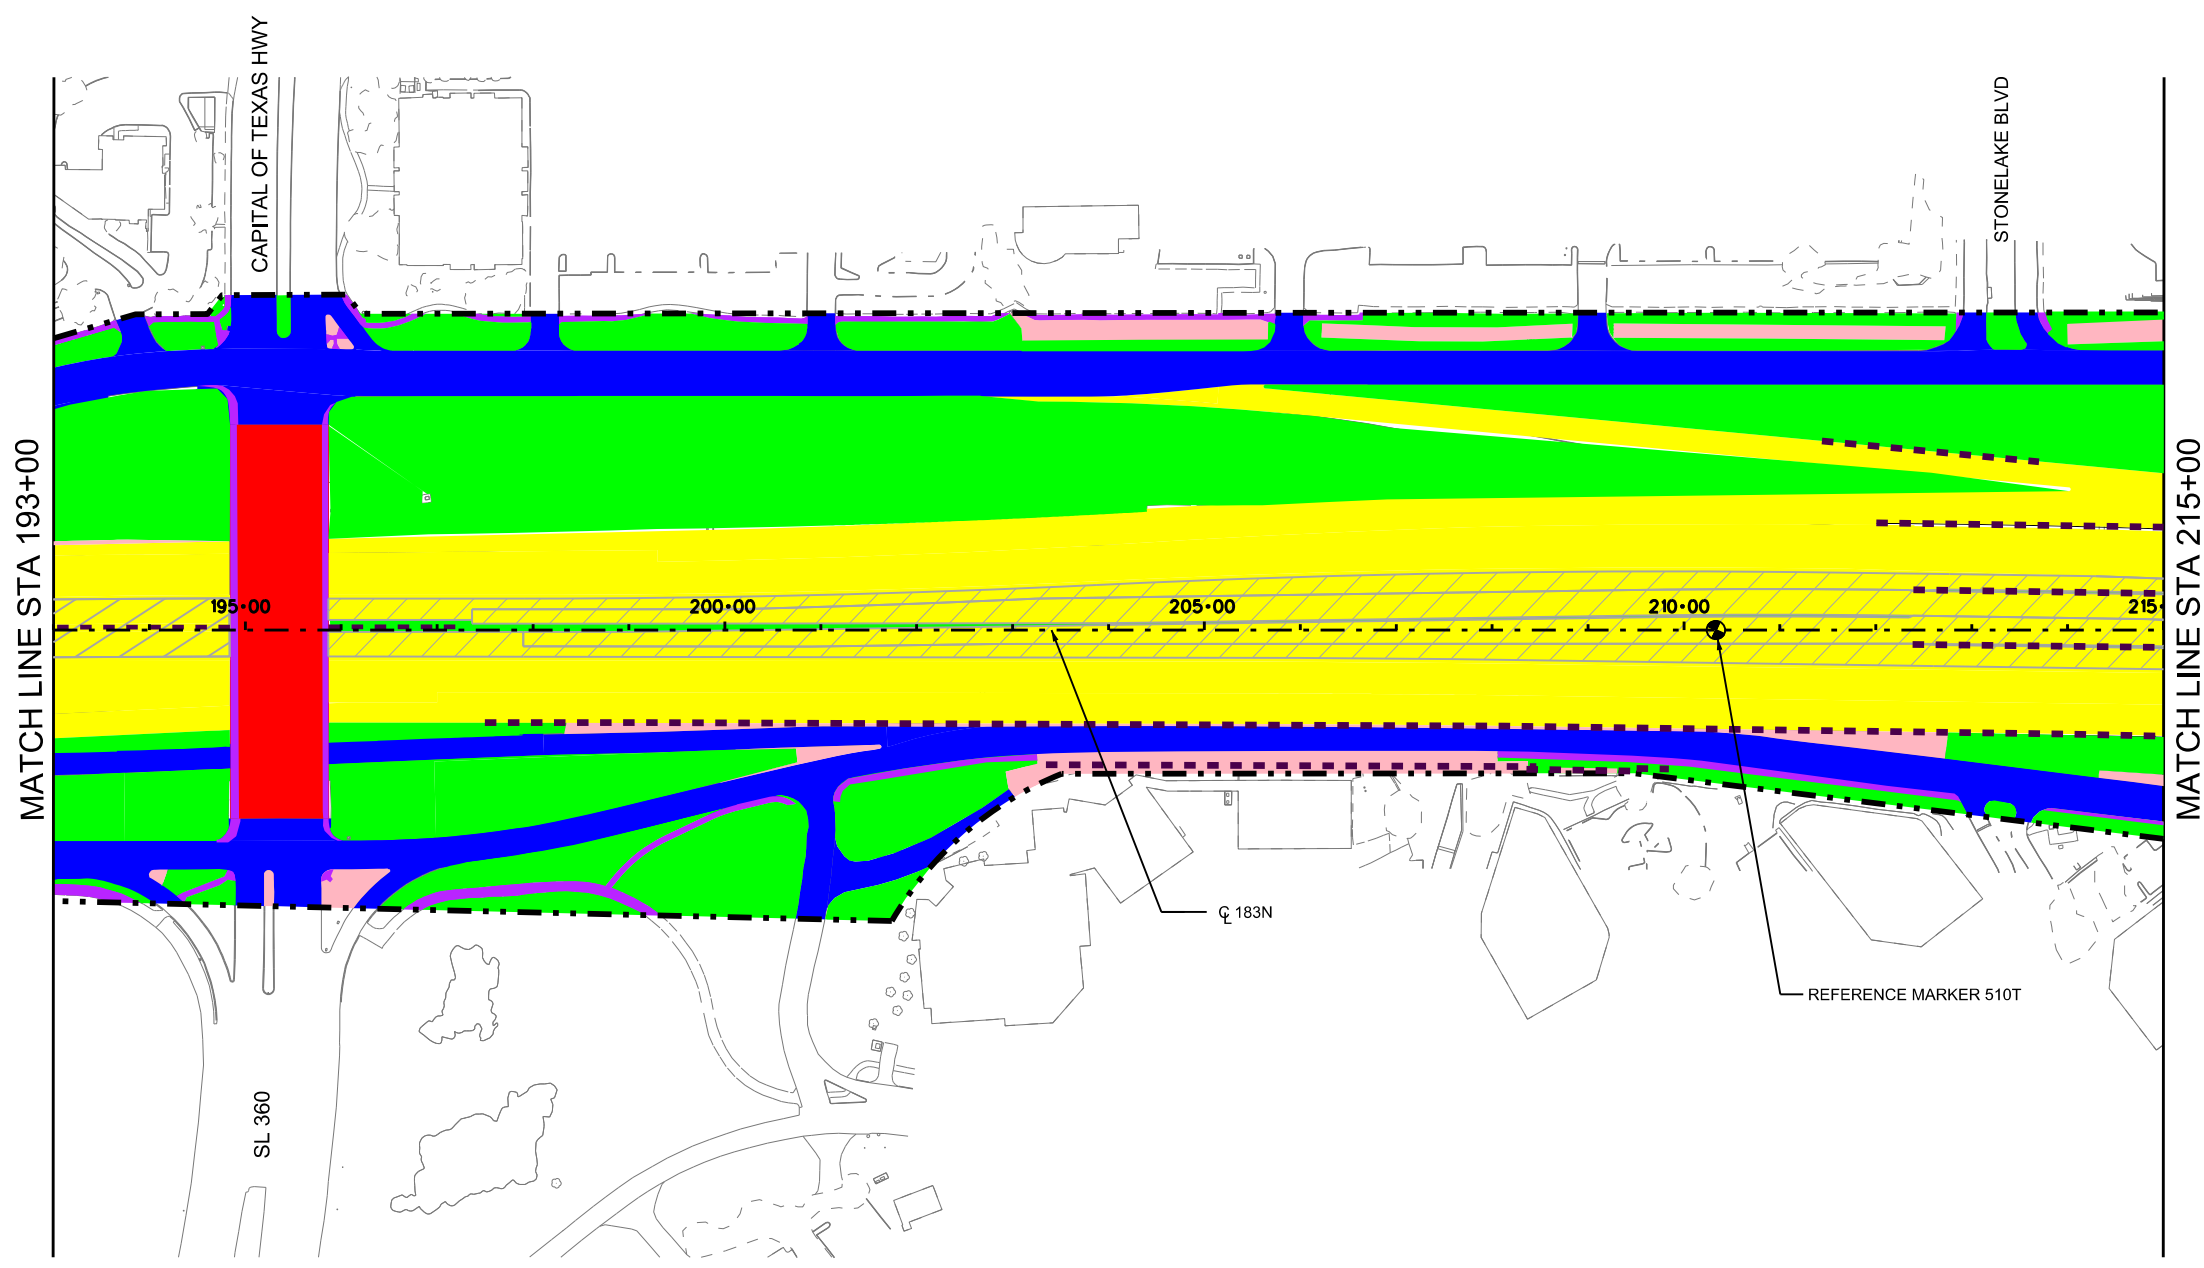 CAPITAL OF TEXAS HWY
STONELAKE BLVD
MATCH LINE STA 193+00
MATCH LINE STA 215+00
195+00
200+00
205+00
210+00
215+
℄ 183N
REFERENCE MARKER 510T
SL 360